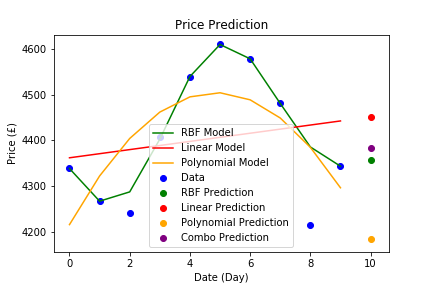 Price Prediction
Price (£)
4600
4500
4400
4300
4200
RBF Model
Linear Model
Polynomial Model
Data
RBF Prediction
Linear Prediction
Polynomial Prediction
Combo Prediction
0 2 4 6 8 10
Date (Day)